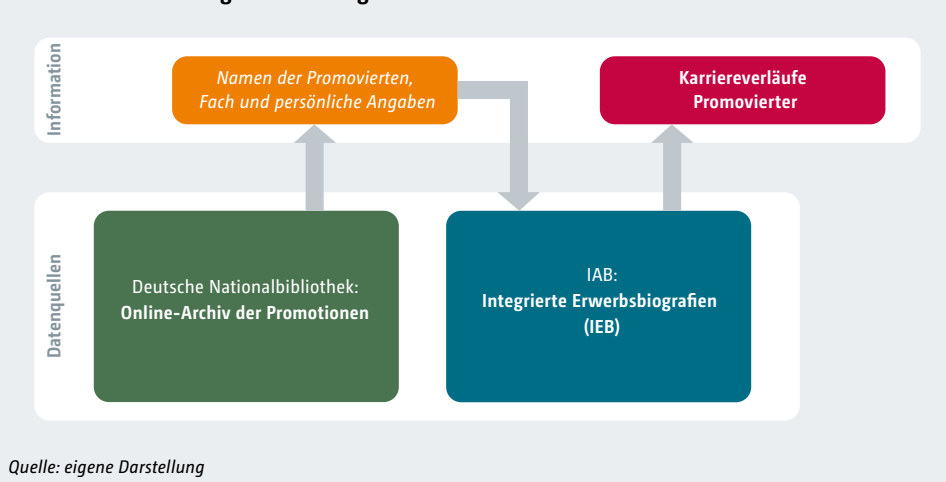 Information
Namen der Promovierten,
Fach und persönliche Angaben
Karriereverläufe
Promovierter
Datenquellen
Deutsche Nationalbibliothek:
Online-Archiv der Promotionen
IAB:
Integrierte Erwerbsbiografien
(IEB)
Quelle: eigene Darstellung